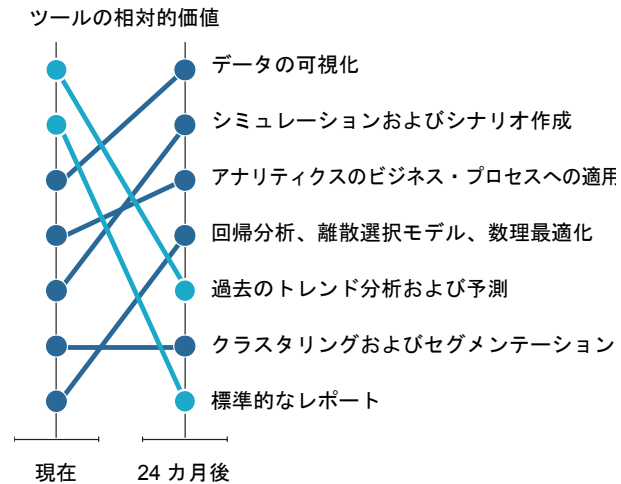 ツールの相対的価値
データの可視化
シミュレーションおよびシナリオ作成
アナリティクスのビジネス・プロセスへの適用
回帰分析、離散選択モデル、数理最適化
過去のトレンド分析および予測
クラスタリングおよびセグメンテーション
標準的なレポート
現在
24 カ月後